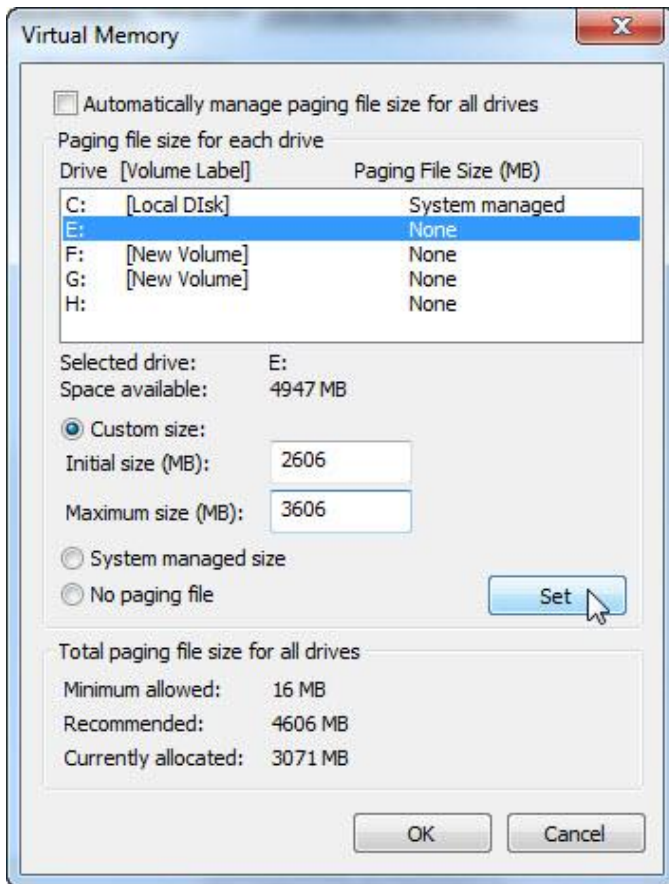 Virtual Memory
Automatically manage paging file size for all drives
Paging file size for each drive
Drive [Volume Label] Paging File Size (MB)
C: [Local DIsk] System managed
E: None
F: [New Volume] None
G: [New Volume] None
H: None
Selected drive: E:
Space available: 4947 MB
Custom size:
Initial size (MB): 2606
Maximum size (MB): 3606
System managed size
No paging file
Set
Total paging file size for all drives
Minimum allowed: 16 MB
Recommended: 4606 MB
Currently allocated: 3071 MB
OK Cancel